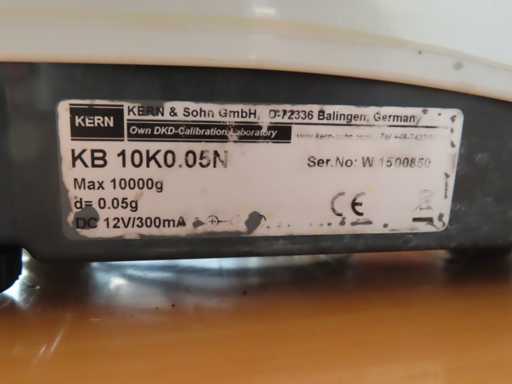 KERN
KERN & Sohn GmbH, D-72336 Balingen, Germany
Own DKD-Calibration Laboratory
KB 10K0.05N
Ser.No: W 1500850
Max 10000g
d= 0.05g
DC 12V/300mA
CE